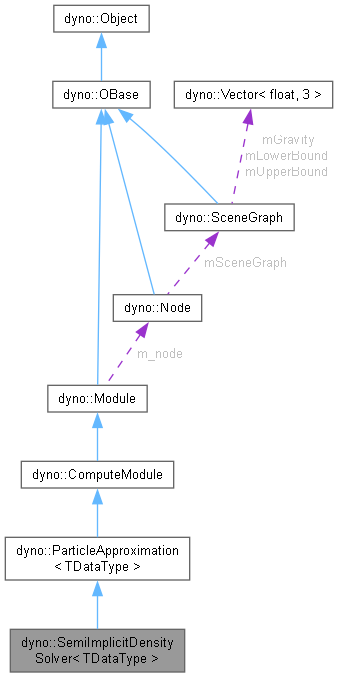 dyno::Object
dyno::OBase
dyno::Vector< float, 3 >
mGravity
mLowerBound
mUpperBound
dyno::SceneGraph
mSceneGraph
dyno::Node
m_node
dyno::Module
dyno::ComputeModule
dyno::ParticleApproximation
< TDataType >
dyno::SemiImplicitDensity
Solver< TDataType >